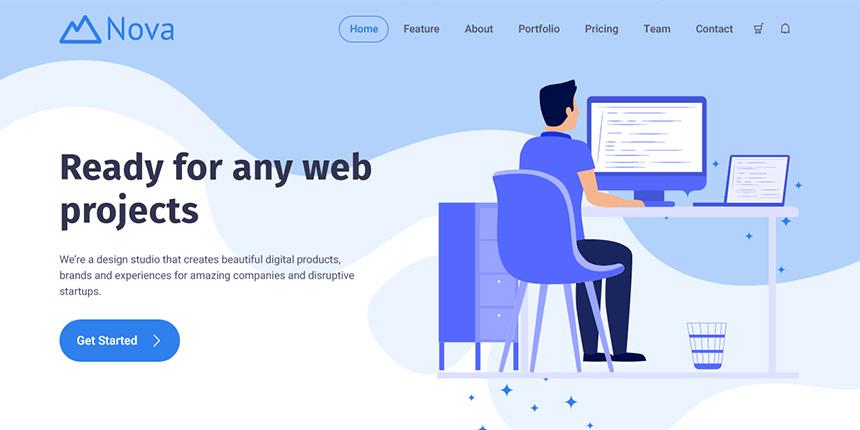 Nova
Home Feature About Portfolio Pricing Team Contact
Ready for any web
projects
We're a design studio that creates beautiful digital products,
brands and experiences for amazing companies and disruptive
startups.
Get Started